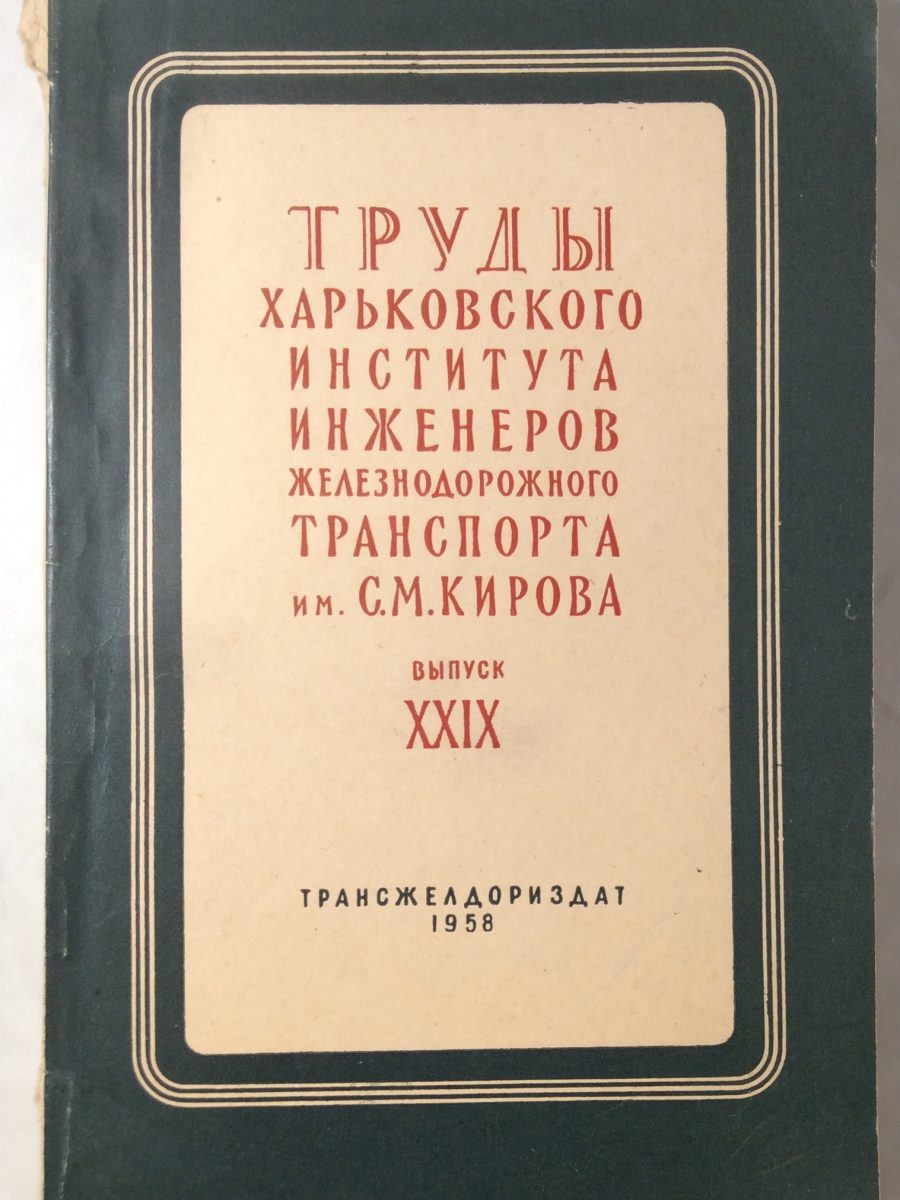 ТРУДЫ
ХАРЬКОВСКОГО
ИНСТИТУТА
ИНЖЕНЕРОВ
ЖЕЛЕЗНОДОРОЖНОГО
ТРАНСПОРТА
им. С.М.КИРОВА
ВЫПУСК
XXIX
ТРАНСЖЕЛДОРИЗДАТ
1958